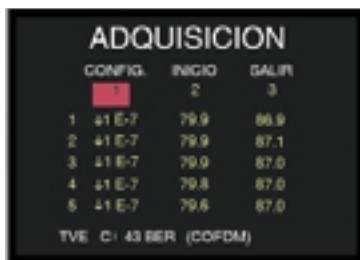 ADQUISICION
CONFIG. INICIO SALIR
1 2 3
1 ↓1 E-7 79.9 86.9
2 ↓1 E-7 79.9 87.1
3 ↓1 E-7 79.9 87.0
4 ↓1 E-7 79.8 87.0
5 ↓1 E-7 79.6 87.0
TVE C: 43 BER (COFDM)